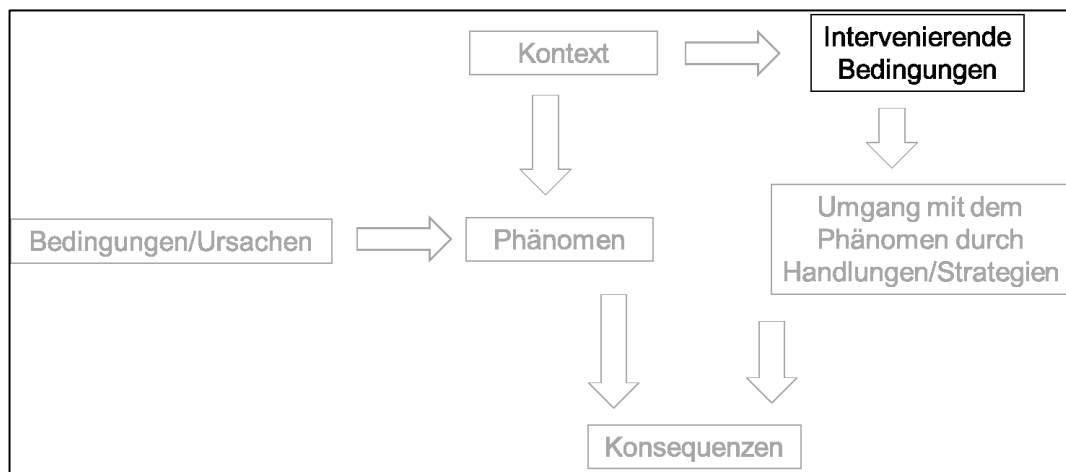 Kontext
Intervenierende
Bedingungen
Bedingungen/Ursachen
Phänomen
Umgang mit dem
Phänomen durch
Handlungen/Strategien
Konsequenzen